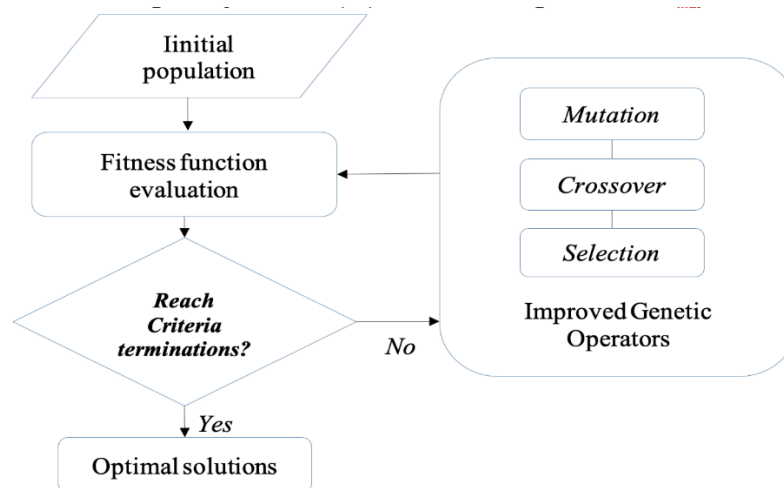 Iinitial
population
Fitness function
evaluation
Reach
Criteria
terminations?
No
Yes
Optimal solutions
Mutation
Crossover
Selection
Improved Genetic
Operators